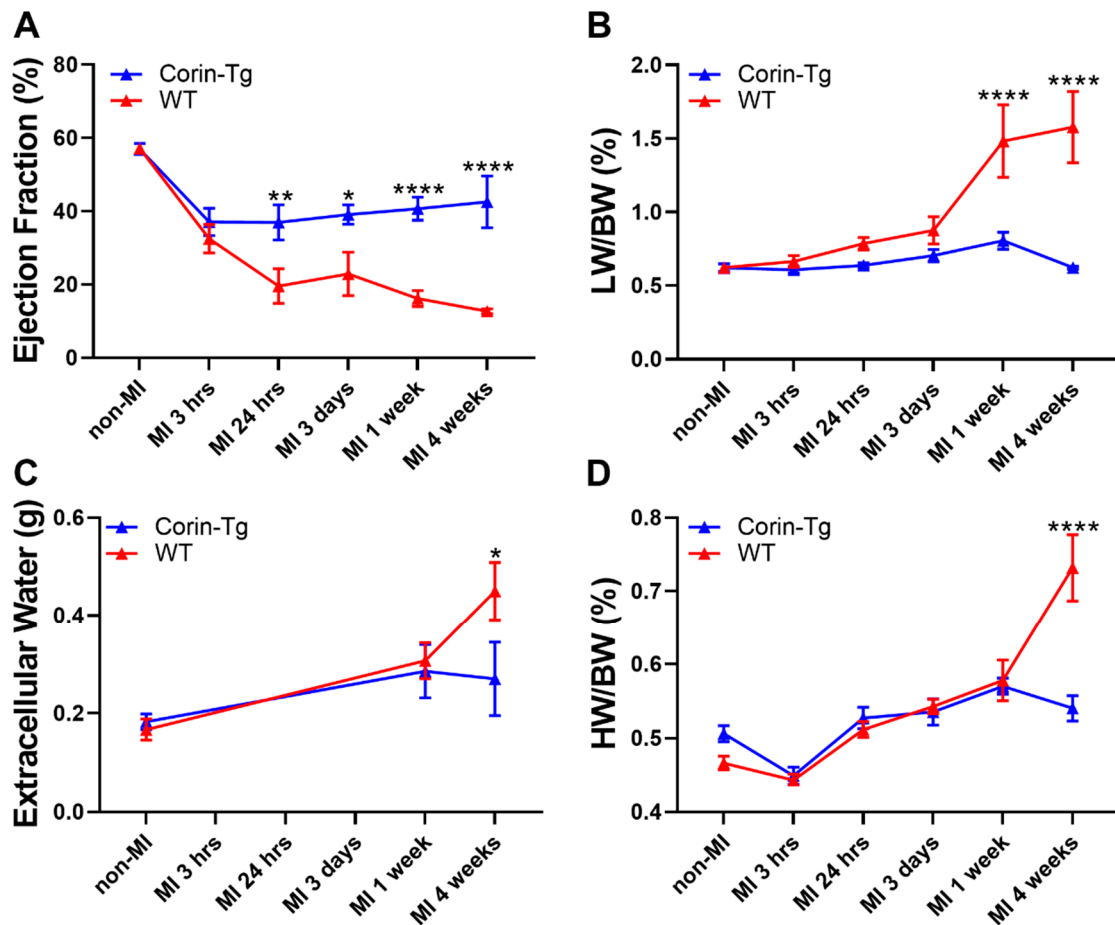 A
Ejection Fraction (%)
80
60
40
20
0
Corin-Tg
WT
**
*
****
****
non-MI
MI 3 hrs
MI 24 hrs
MI 3 days
MI 1 week
MI 4 weeks
B
LW/BW (%)
2.0
1.5
1.0
0.5
0.0
Corin-Tg
WT
****
****
non-MI
MI 3 hrs
MI 24 hrs
MI 3 days
MI 1 week
MI 4 weeks
C
Extracellular Water (g)
0.6
0.4
0.2
0.0
Corin-Tg
WT
*
non-MI
MI 3 hrs
MI 24 hrs
MI 3 days
MI 1 week
MI 4 weeks
D
HW/BW (%)
0.8
0.7
0.6
0.5
0.4
Corin-Tg
WT
****
non-MI
MI 3 hrs
MI 24 hrs
MI 3 days
MI 1 week
MI 4 weeks